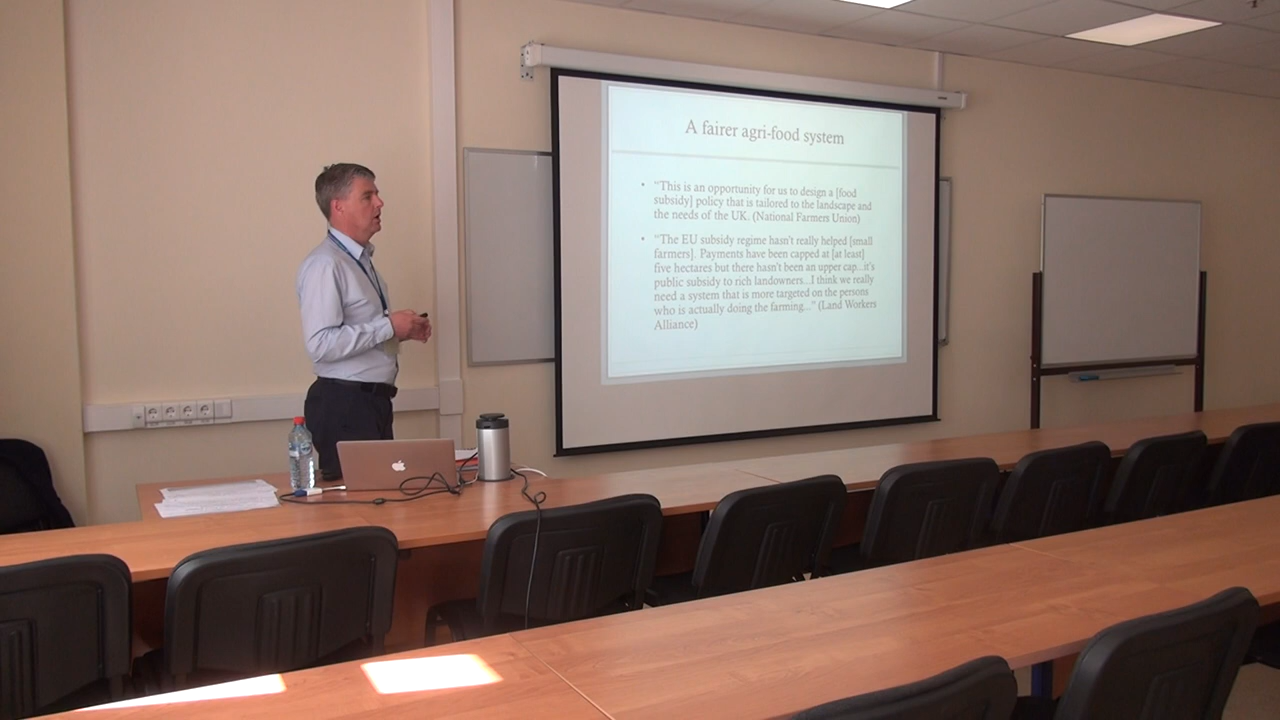 A fairer agri-food system
• “This is an opportunity for us to design a [food
subsidy] policy that is tailored to the landscape and
the needs of the UK. (National Farmers Union)
• “The EU subsidy regime hasn't really helped [small
farmers]. Payments have been capped at [at least]
five hectares but there hasn't been an upper cap...it's
public subsidy to rich landowners...I think we really
need a system that is more targeted on the persons
who is actually doing the farming...” (Land Workers
Alliance)